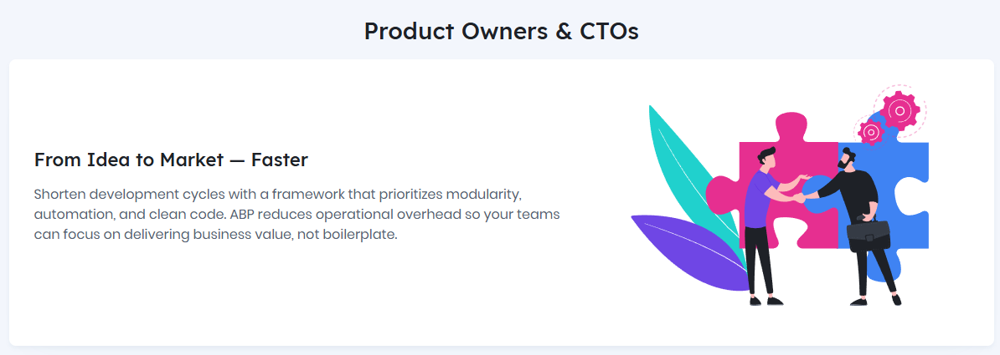 Product Owners & CTOs
From Idea to Market — Faster
Shorten development cycles with a framework that prioritizes modularity,
automation, and clean code. ABP reduces operational overhead so your teams
can focus on delivering business value, not boilerplate.